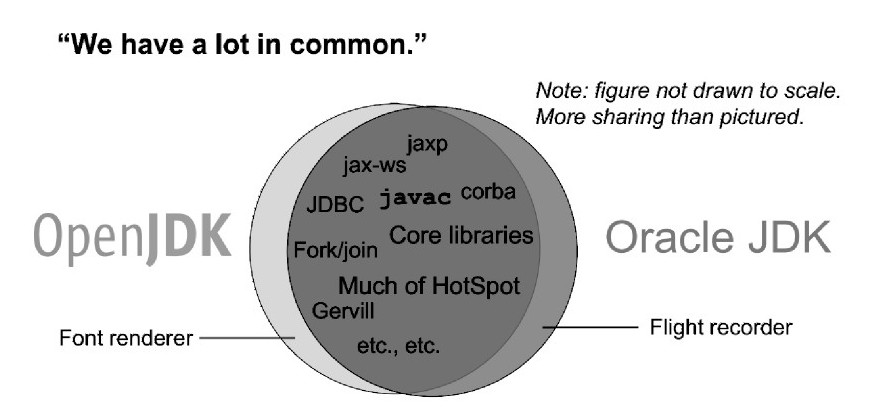 “We have a lot in common.”
Note: figure not drawn to scale.
More sharing than pictured.
jaxp
jax-ws
JDBC javac corba
OpenJDK
Fork/join Core libraries
Oracle JDK
Much of HotSpot
Gervill
Font renderer
etc., etc.
Flight recorder